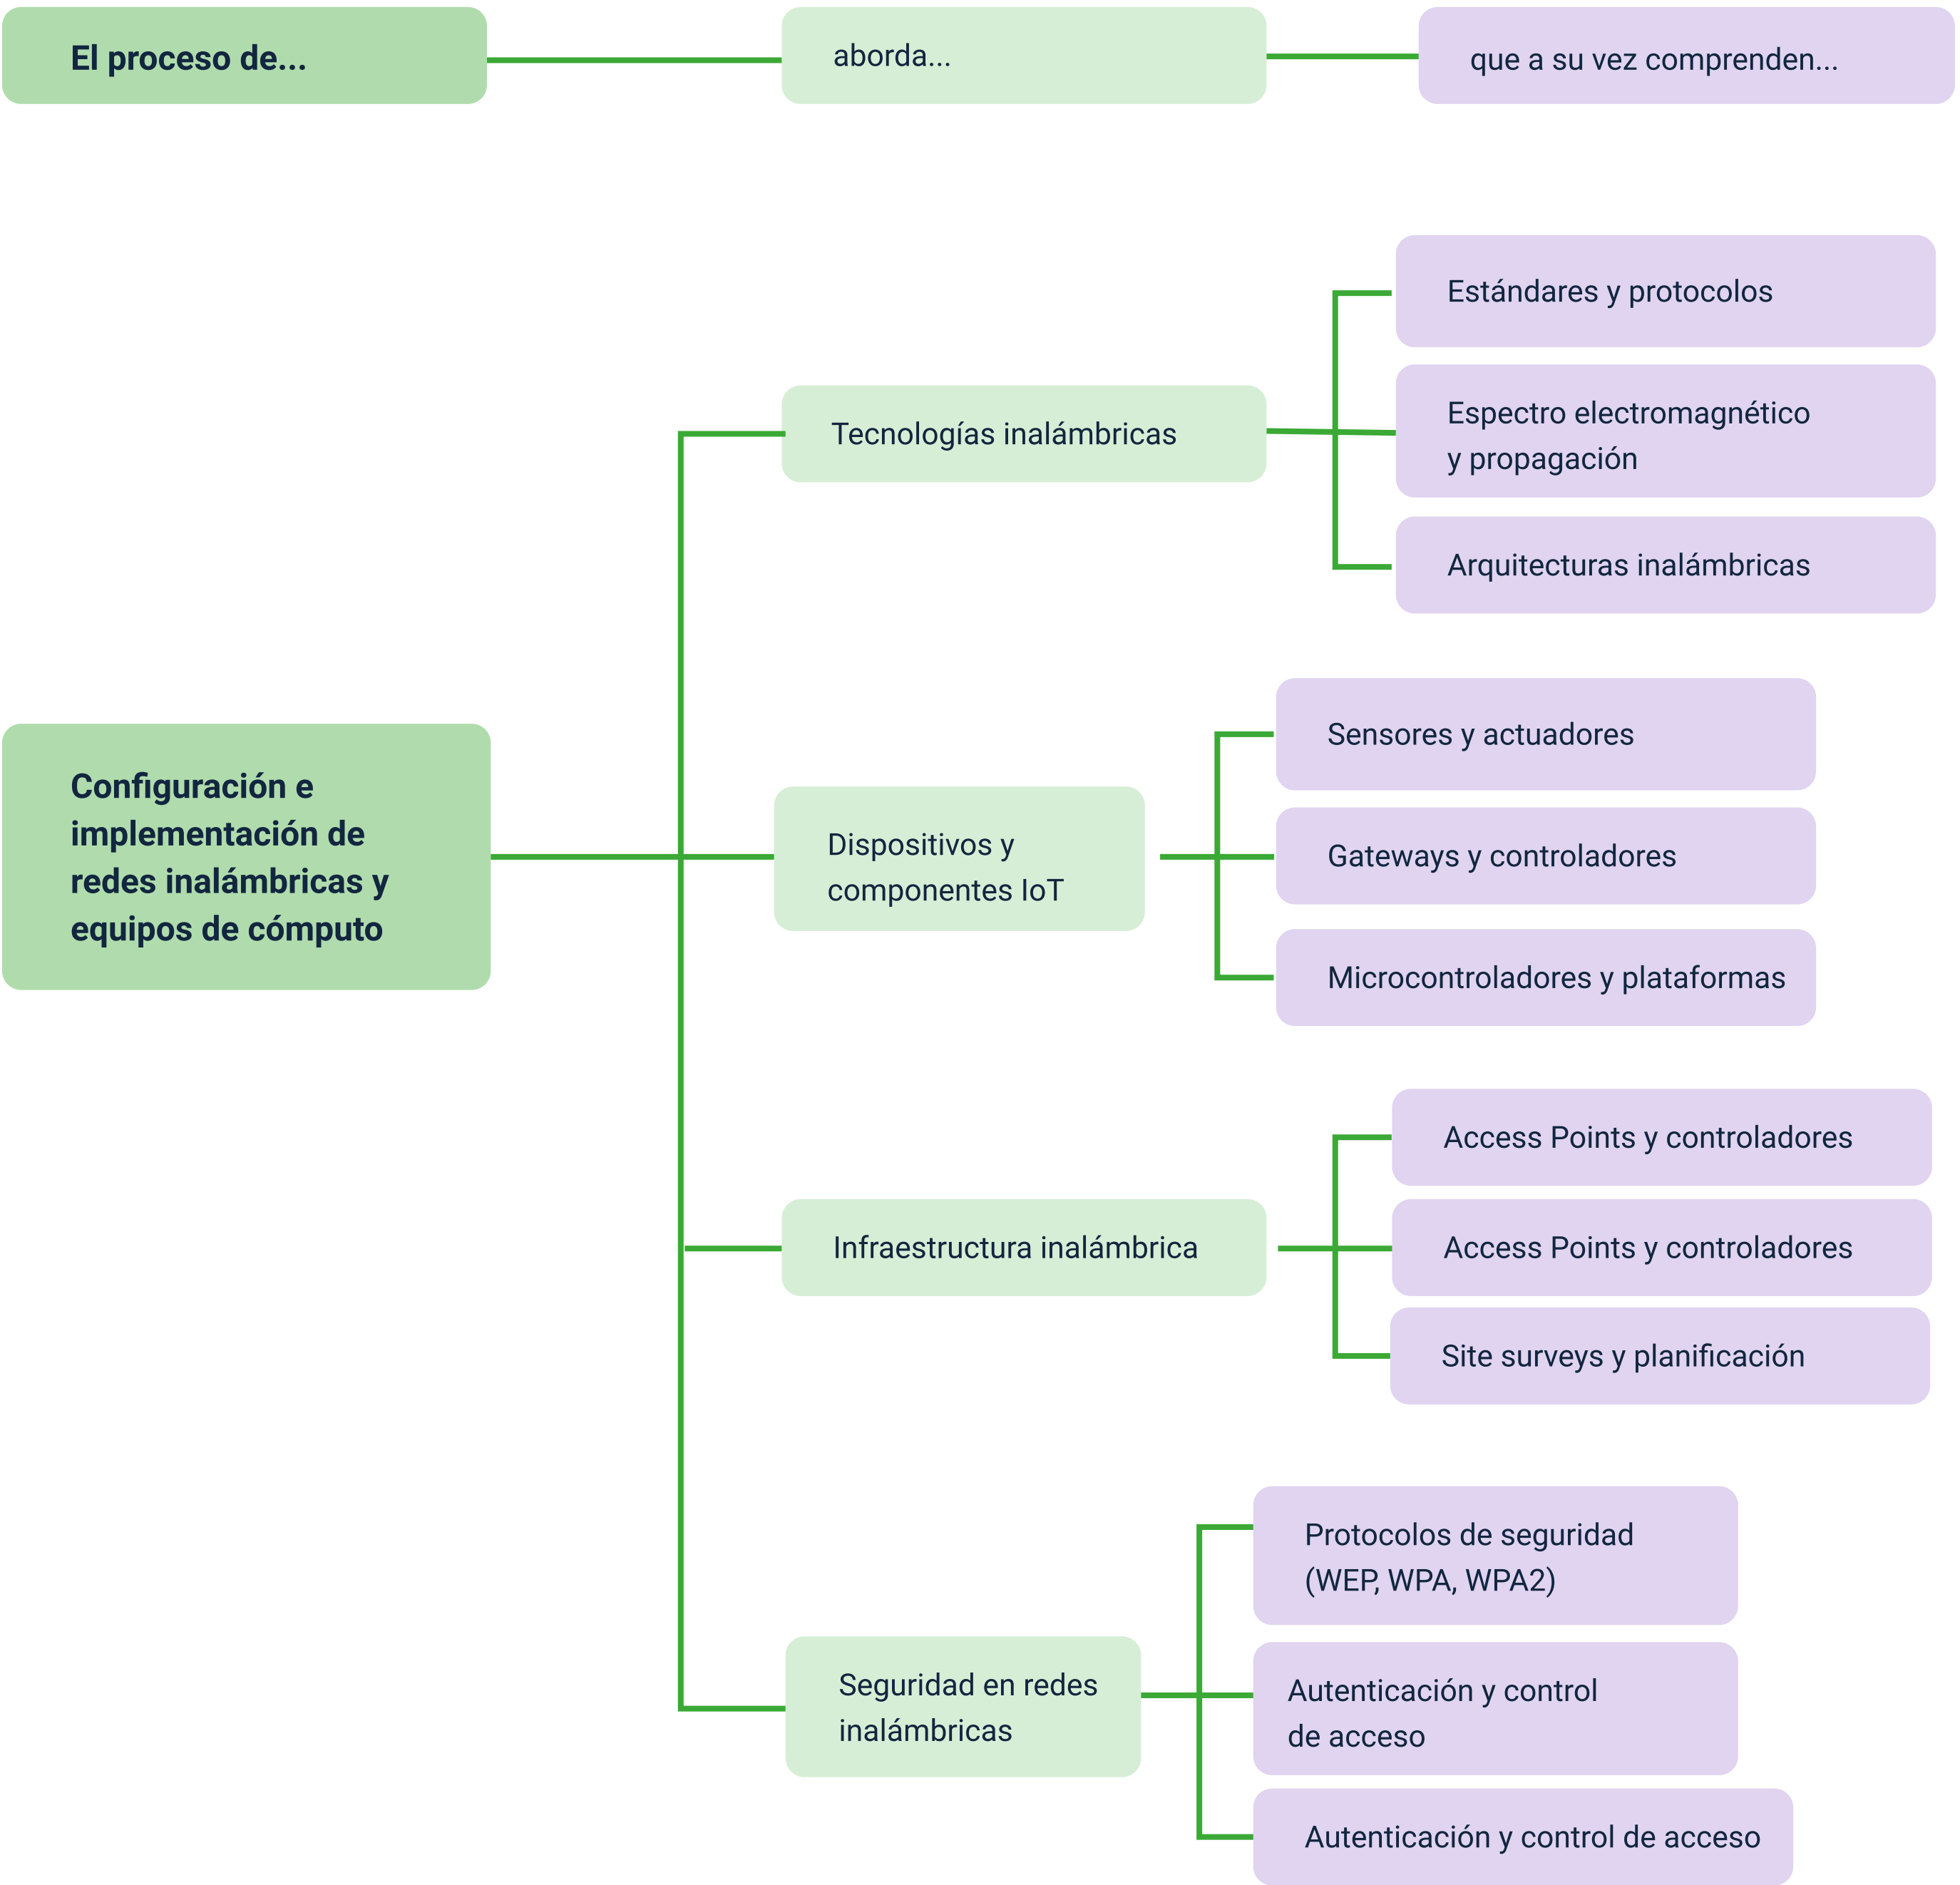 El proceso de...
aborda...
que a su vez comprenden...
Configuración e
implementación de
redes inalámbricas y
equipos de cómputo
Tecnologías inalámbricas
Estándares y protocolos
Espectro electromagnético
y propagación
Arquitecturas inalámbricas
Dispositivos y
componentes IoT
Sensores y actuadores
Gateways y controladores
Microcontroladores y plataformas
Infraestructura inalámbrica
Access Points y controladores
Access Points y controladores
Site surveys y planificación
Seguridad en redes
inalámbricas
Protocolos de seguridad
(WEP, WPA, WPA2)
Autenticación y control
de acceso
Autenticación y control de acceso